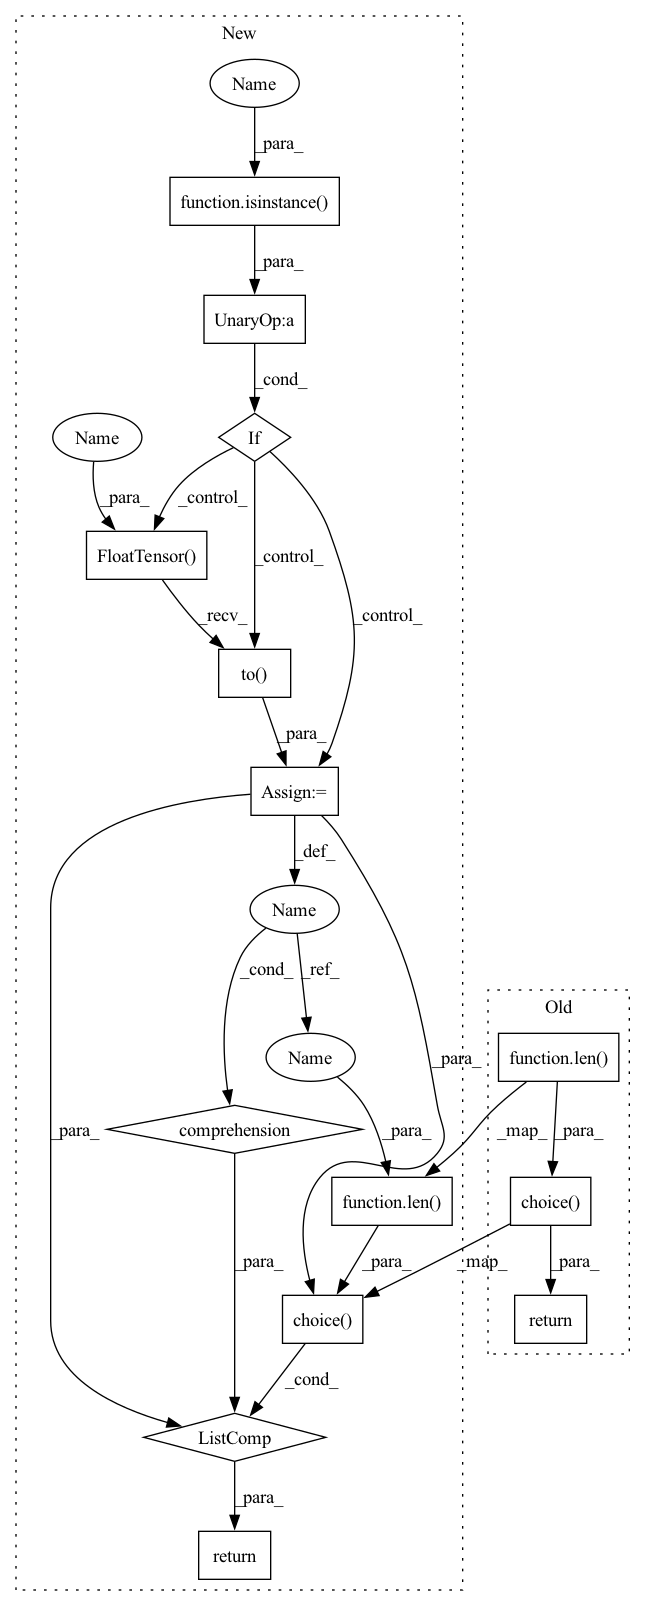 New
Name
_para_
function.isinstance()
_para_
UnaryOp:a
_cond_
Name
If
_para_
_control_
FloatTensor()
_control_
_control_
_recv_
to()
_para_
Assign:=
_def_
Name
_cond_
_ref_
Old
Name
function.len()
_para_
_para_
comprehension
_para_
_map_
_para_
function.len()
choice()
_para_
_para_
_map_
_para_
choice()
return
_cond_
ListComp
_para_
return